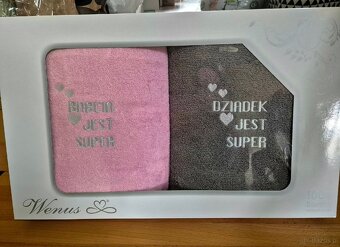 BABCIA
JEST
SUPER
DZIADEK
JEST
SUPER
Wenus